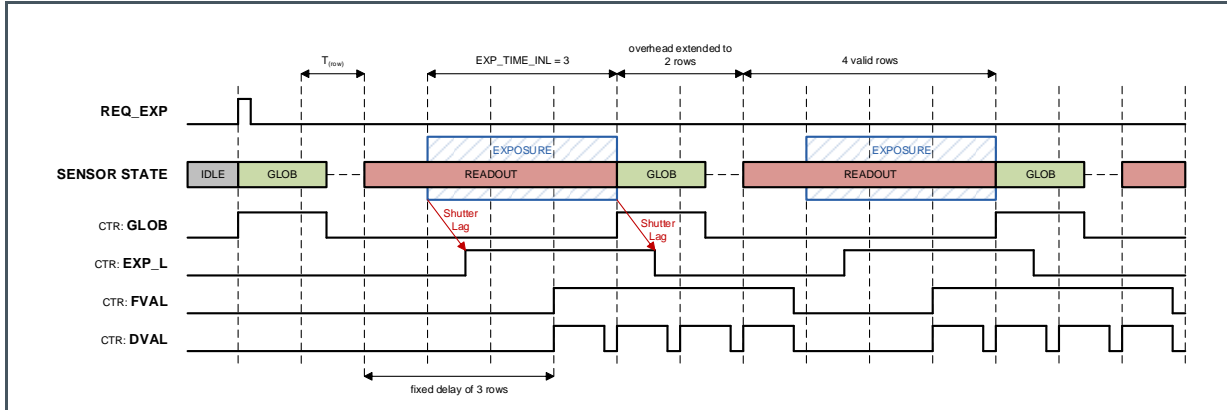 overhead extended to
T(row)
EXP_TIME_INL = 3
2 rows
4 valid rows
REQ_EXP
EXPOSURE
EXPOSURE
SENSOR STATE
IDLE
GLOB
READOUT
GLOB
READOUT
GLOB
Shutter
Lag
Shutter
Lag
CTR: GLOB
CTR: EXP_L
CTR: FVAL
CTR: DVAL
fixed delay of 3 rows